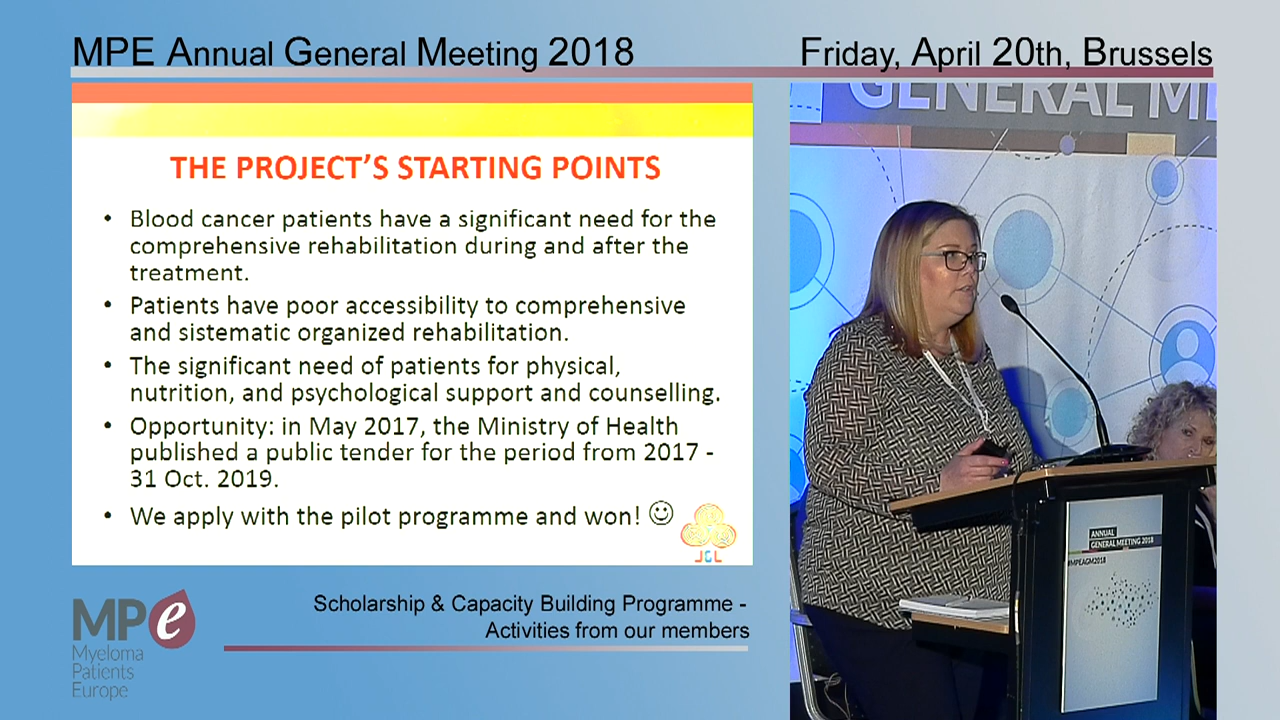 MPE Annual General Meeting 2018
Friday, April 20th, Brussels
THE PROJECT'S STARTING POINTS
• Blood cancer patients have a significant need for the
comprehensive rehabilitation during and after the
treatment.
• Patients have poor accessibility to comprehensive
and sistematic organized rehabilitation.
• The significant need of patients for physical,
nutrition, and psychological support and counselling.
• Opportunity: in May 2017, the Ministry of Health
published a public tender for the period from 2017 -
31 Oct. 2019.
• We apply with the pilot programme and won! ☺
GENERAL M
ANNUAL
GENERAL MEETING 2018
#MPEAGM2018
MPe
Myeloma
Patients
Europe
Scholarship & Capacity Building Programme -
Activities from our members